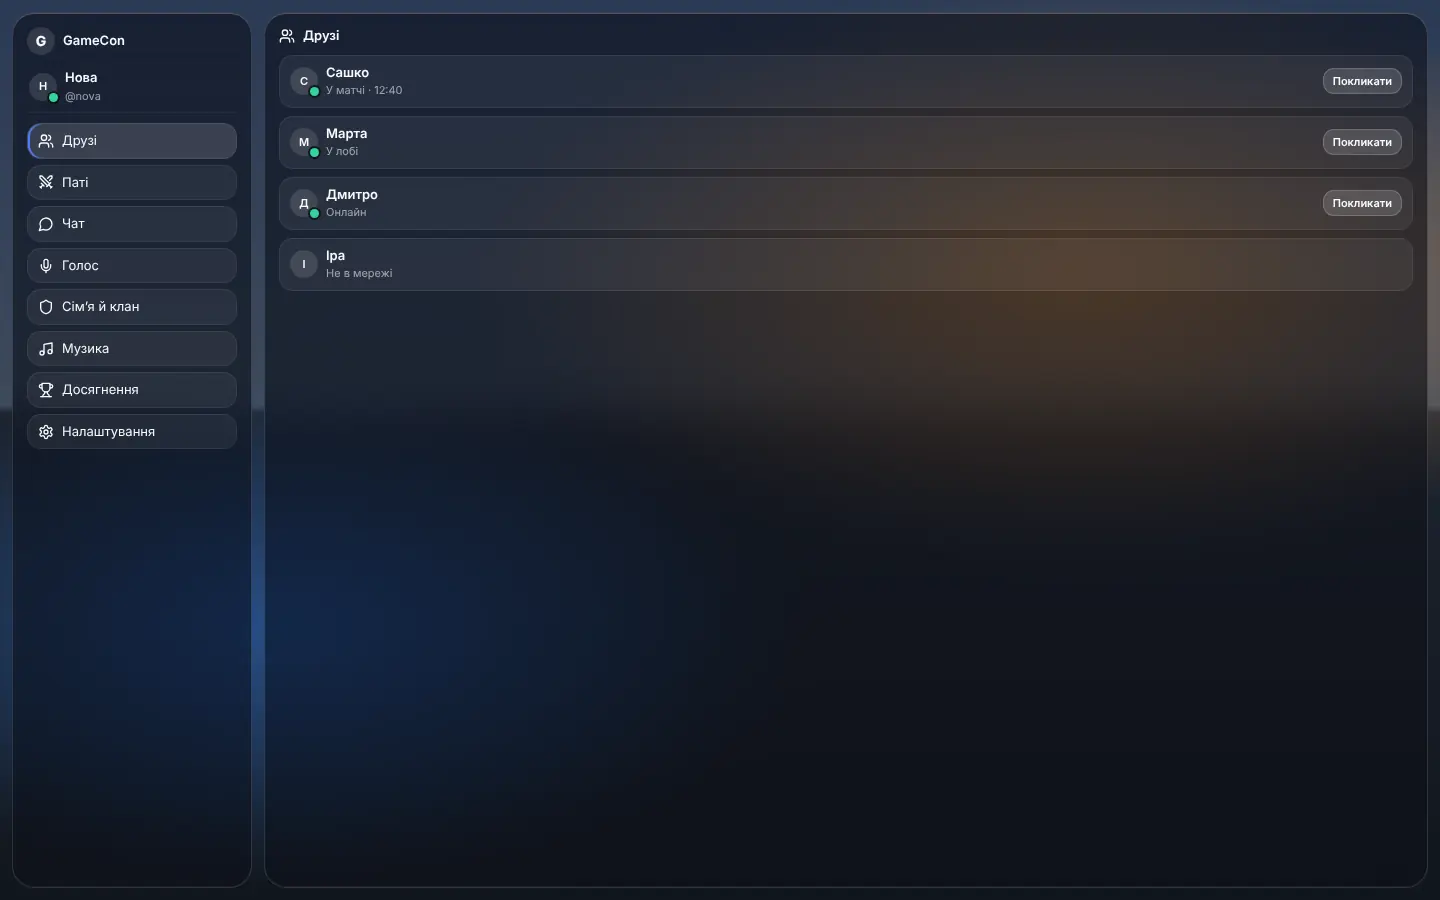 G GameCon
Н Нова
@nova
Друзі
Паті
Чат
Голос
Сім'я й клан
Музика
Досягнення
Налаштування
Друзі
С Сашко
У матчі · 12:40
Покликати
М Марта
У лобі
Покликати
Д Дмитро
Онлайн
Покликати
І Іра
Не в мережі